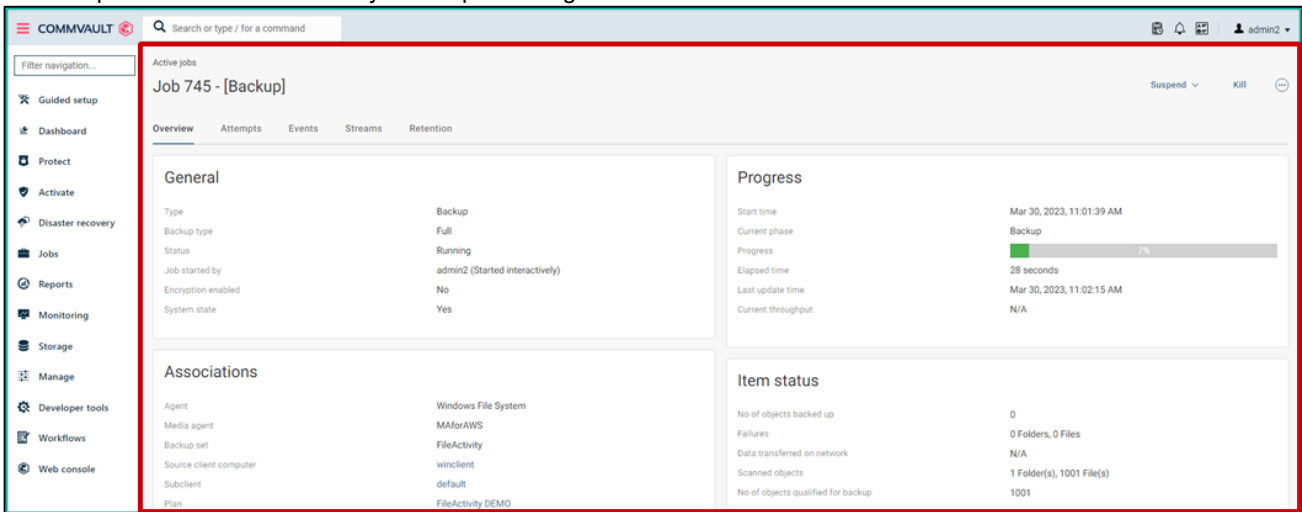 COMMVAULT
Search or type / for a command
admin2
Filter navigation...
Guided setup
Dashboard
Protect
Activate
Disaster recovery
Jobs
Reports
Monitoring
Storage
Manage
Developer tools
Workflows
Web console
Active jobs
Job 745 - [Backup]
Suspend
Kill
Overview Attempts Events Streams Retention
General
Type Backup
Backup type Full
Status Running
Job started by admin2 (Started interactively)
Encryption enabled No
System state Yes
Associations
Agent Windows File System
Media agent MAforAWS
Backup set FileActivity
Source client computer winclient
Subclient default
Plan FileActivity DEMO
Progress
Start time Mar 30, 2023, 11:01:39 AM
Current phase Backup
Progress 7%
Elapsed time 28 seconds
Last update time Mar 30, 2023, 11:02:15 AM
Current throughput N/A
Item status
No of objects backed up 0
Failures 0 Folders, 0 Files
Data transferred on network N/A
Scanned objects 1 Folder(s), 1001 File(s)
No of objects qualified for backup 1001